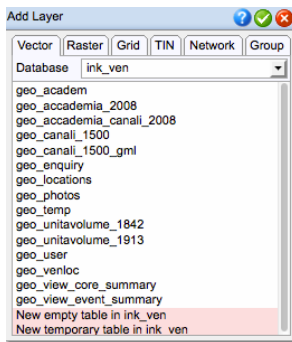 Add Layer
Vector Raster Grid TIN Network Group
Database ink_ven
geo_academ
geo_accademia_2008
geo_accademia_canali_2008
geo_canali_1500
geo_canali_1500_gml
geo_enquiry
geo_locations
geo_photos
geo_temp
geo_unitavolume_1842
geo_unitavolume_1913
geo_user
geo_venloc
geo_view_core_summary
geo_view_event_summary
New empty table in ink_ven
New temporary table in ink_ven